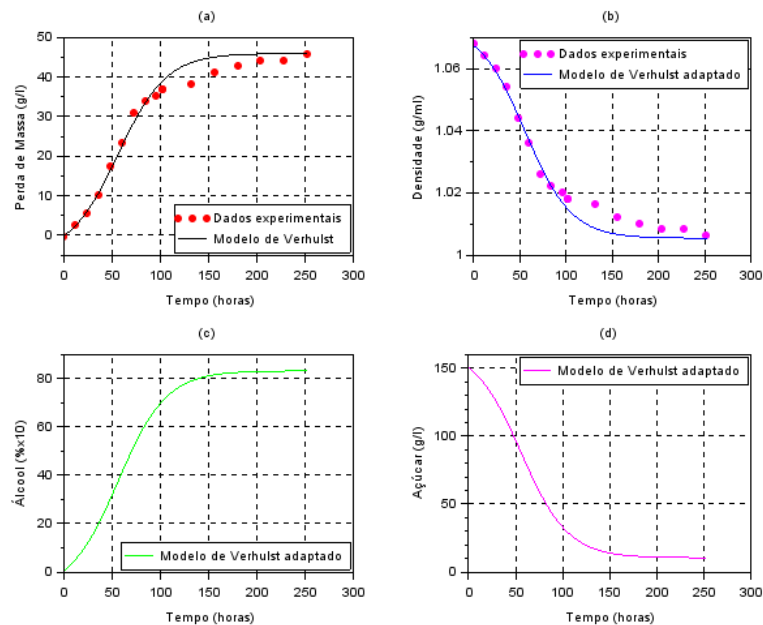 (a)
50
40
30
20
10
0
Perda de Massa (g/l)
Dados experimentais
Modelo de Verhulst
0 50 100 150 200 250 300
Tempo (horas)
(b)
1.06
1.04
1.02
1
Densidade (g/ml)
Dados experimentais
Modelo de Verhulst adaptado
0 50 100 150 200 250 300
Tempo (horas)
(c)
80
60
40
20
0
Álcool (%x10)
Modelo de Verhulst adaptado
0 50 100 150 200 250 300
Tempo (horas)
(d)
150
100
50
0
Açúcar (g/l)
Modelo de Verhulst adaptado
0 50 100 150 200 250 300
Tempo (horas)